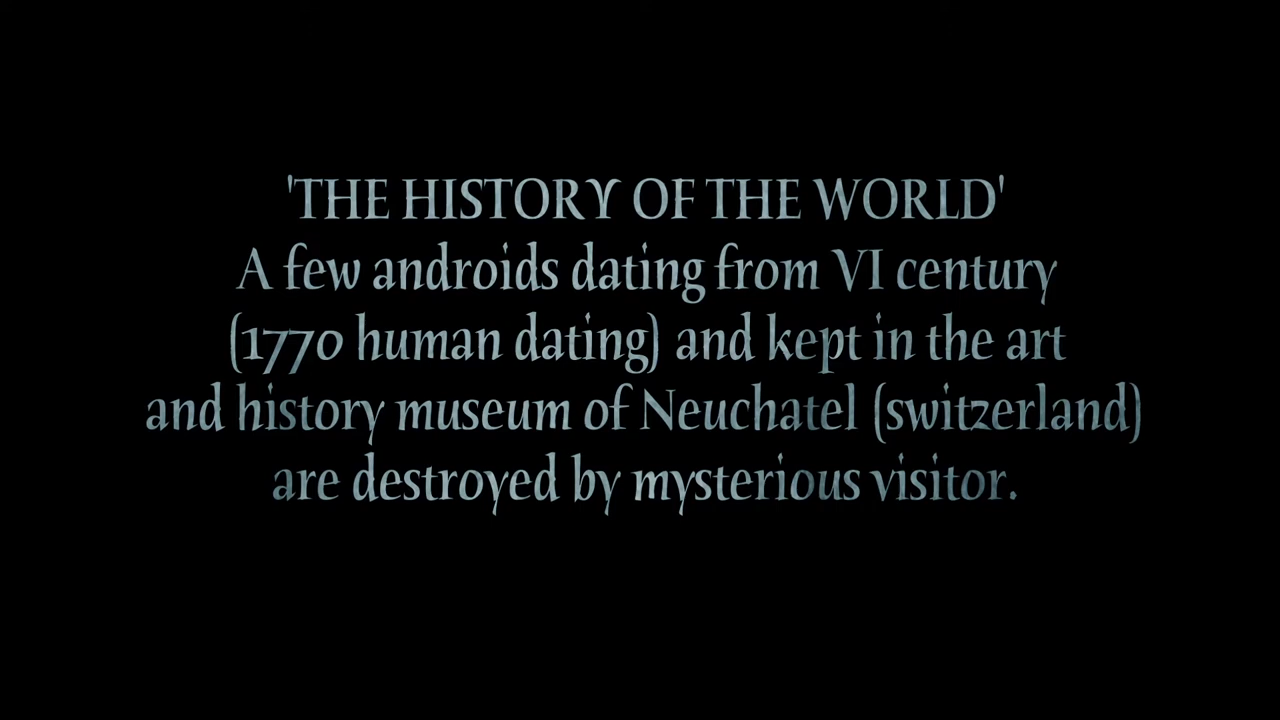 'THE HISTORY OF THE WORLD'
A few androids dating from VI century
(1770 human dating) and kept in the art
and history museum of Neuchatel (switzerland)
are destroyed by mysterious visitor.